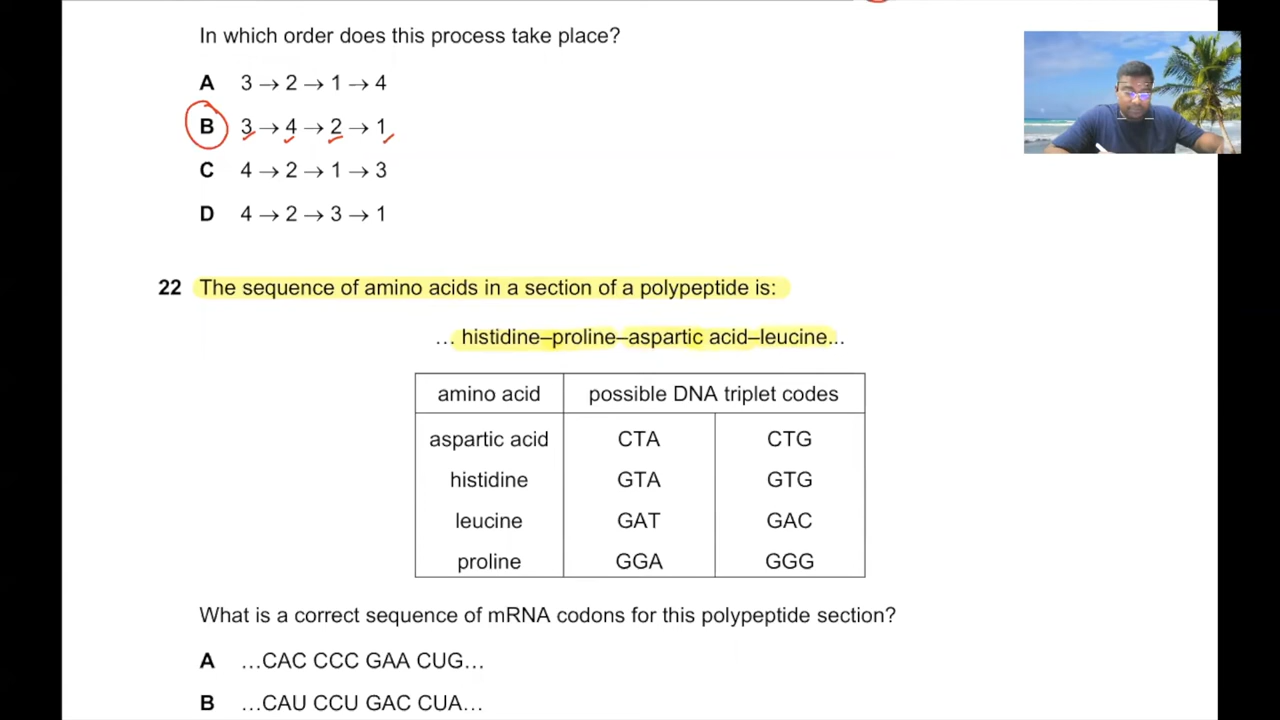 In which order does this process take place?
A 3 → 2 → 1 → 4
B 3 → 4 → 2 → 1
C 4 → 2 → 1 → 3
D 4 → 2 → 3 → 1
22 The sequence of amino acids in a section of a polypeptide is:
... histidine–proline–aspartic acid–leucine...
amino acid possible DNA triplet codes
aspartic acid CTA CTG
histidine GTA GTG
leucine GAT GAC
proline GGA GGG
What is a correct sequence of mRNA codons for this polypeptide section?
A ...CAC CCC GAA CUG...
B ...CAU CCU GAC CUA...